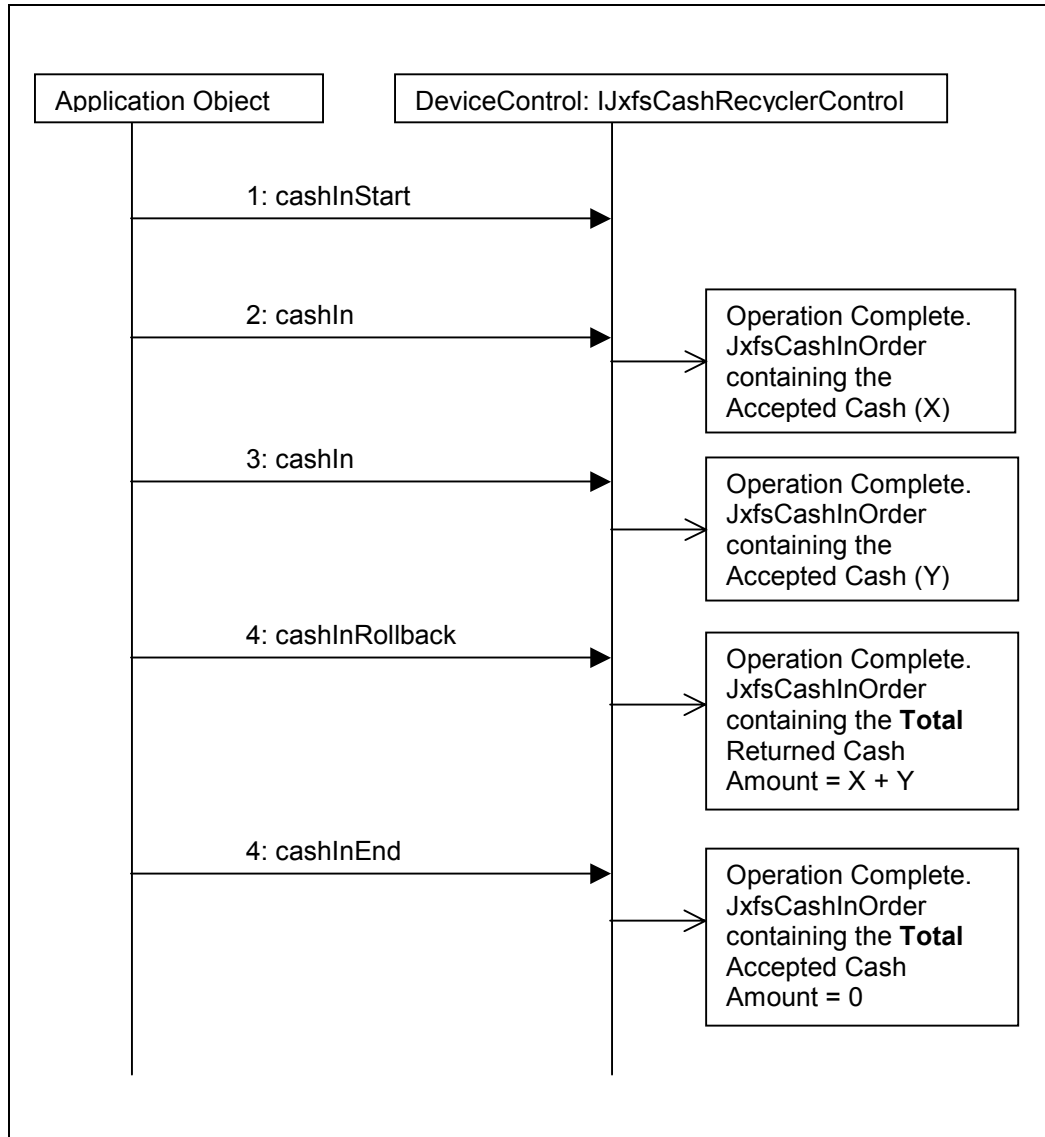 Application Object
DeviceControl: IJxfsCashRecyclerControl
1: cashInStart
2: cashIn
Operation Complete.
JxfsCashInOrder
containing the
Accepted Cash (X)
3: cashIn
Operation Complete.
JxfsCashInOrder
containing the
Accepted Cash (Y)
4: cashInRollback
Operation Complete.
JxfsCashInOrder
containing the Total
Returned Cash
Amount = X + Y
4: cashInEnd
Operation Complete.
JxfsCashInOrder
containing the Total
Accepted Cash
Amount = 0